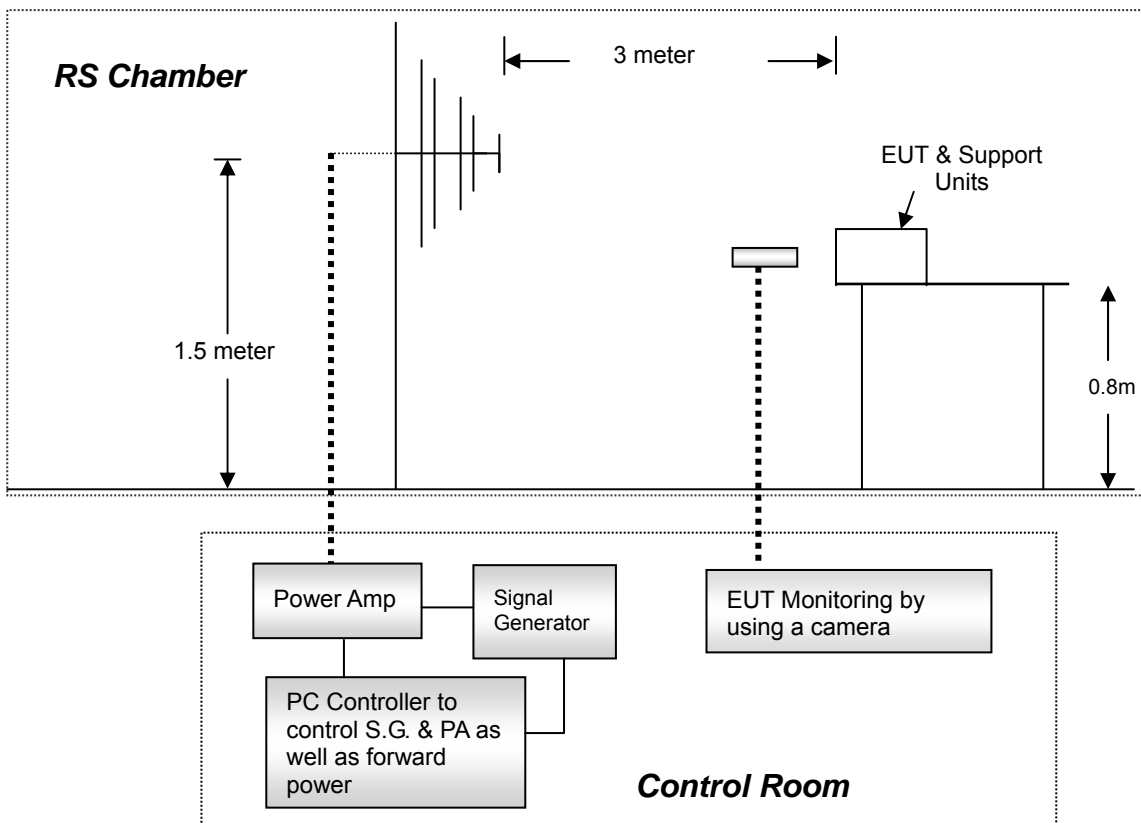 3 meter
RS Chamber
EUT & Support
Units
1.5 meter
0.8m
Power Amp
Signal
Generator
EUT Monitoring by
using a camera
PC Controller to
control S.G. & PA as
well as forward
power
Control Room